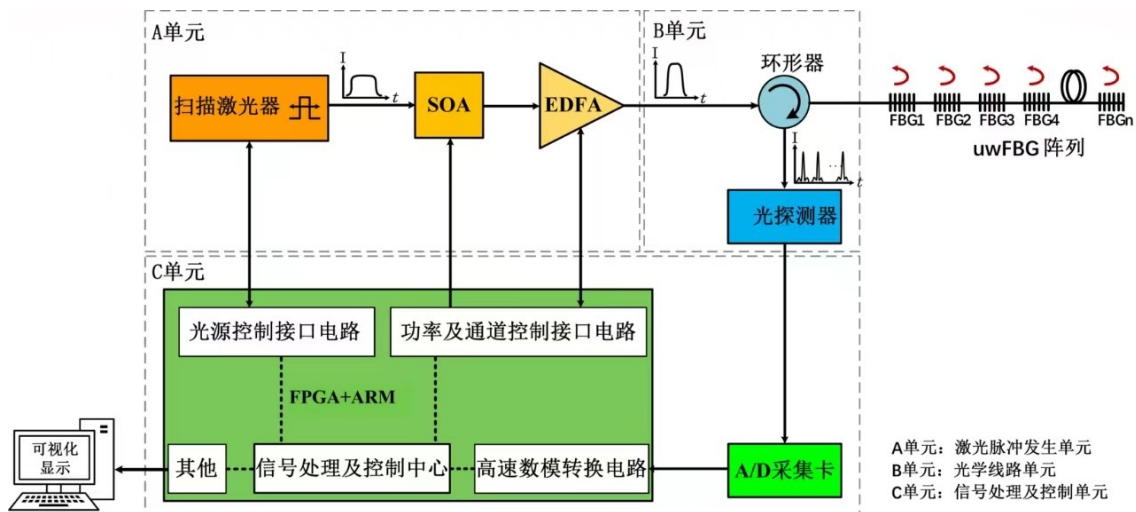 A单元
B单元
扫描激光器
I
t
SOA
EDFA
I
t
环形器
FBG1
FBG2
FBG3
FBG4
FBGn
uwFBG 阵列
I
...
t
光探测器
C单元
光源控制接口电路
功率及通道控制接口电路
FPGA+ARM
可视化
显示
其他
信号处理及控制中心
高速数模转换电路
A/D采集卡
A单元：激光脉冲发生单元
B单元：光学线路单元
C单元：信号处理及控制单元